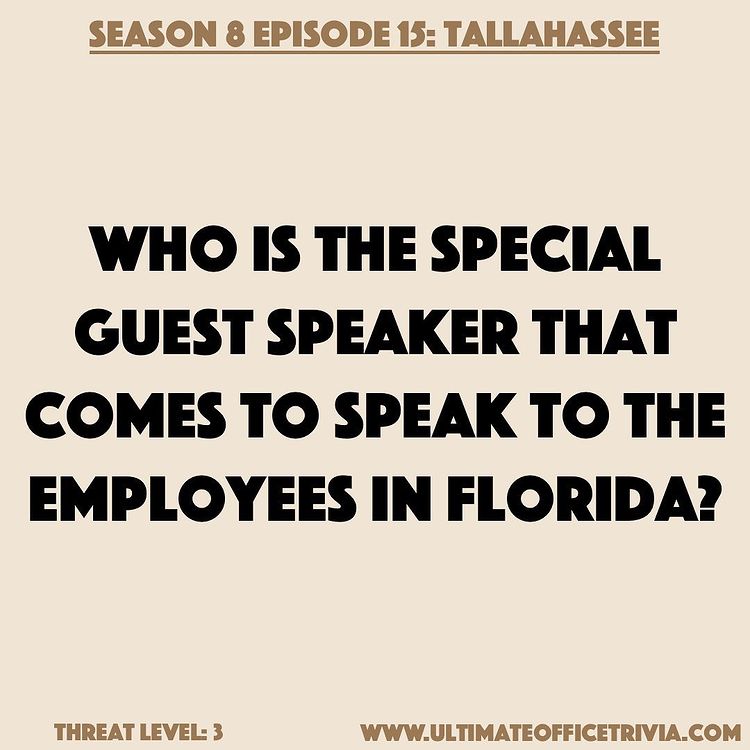 SEASON 8 EPISODE 15: TALLAHASSEE
WHO IS THE SPECIAL
GUEST SPEAKER THAT
COMES TO SPEAK TO THE
EMPLOYEES IN FLORIDA?
THREAT LEVEL: 3
WWW.ULTIMATEOFFICETRIVIA.COM